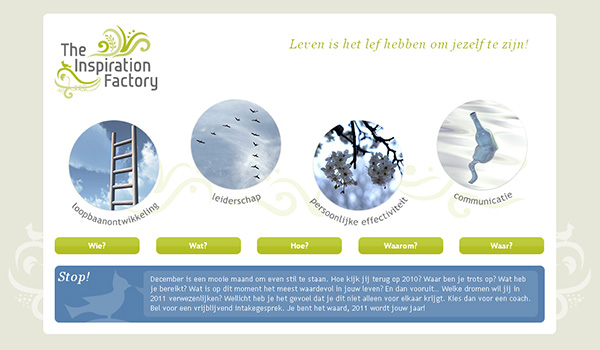 The
Inspiration
Factory
Leven is het lef hebben om jezelf te zijn!
loopbaanontwikkeling
leiderschap
persoonlijke effectiviteit
communicatie
Wie?
Wat?
Hoe?
Waarom?
Waar?
Stop!
December is een mooie maand om even stil te staan. Hoe kijk jij terug op 2010? Waar ben je trots op? Wat heb
je bereikt? Wat is op dit moment het meest waardevol in jouw leven? En dan vooruit... Welke dromen wil jij in
2011 verwezenlijken? Wellicht heb je het gevoel dat je dit niet alleen voor elkaar krijgt. Kies dan voor een coach.
Bel voor een vrijblijvend intakegesprek. Je bent het waard, 2011 wordt jouw jaar!